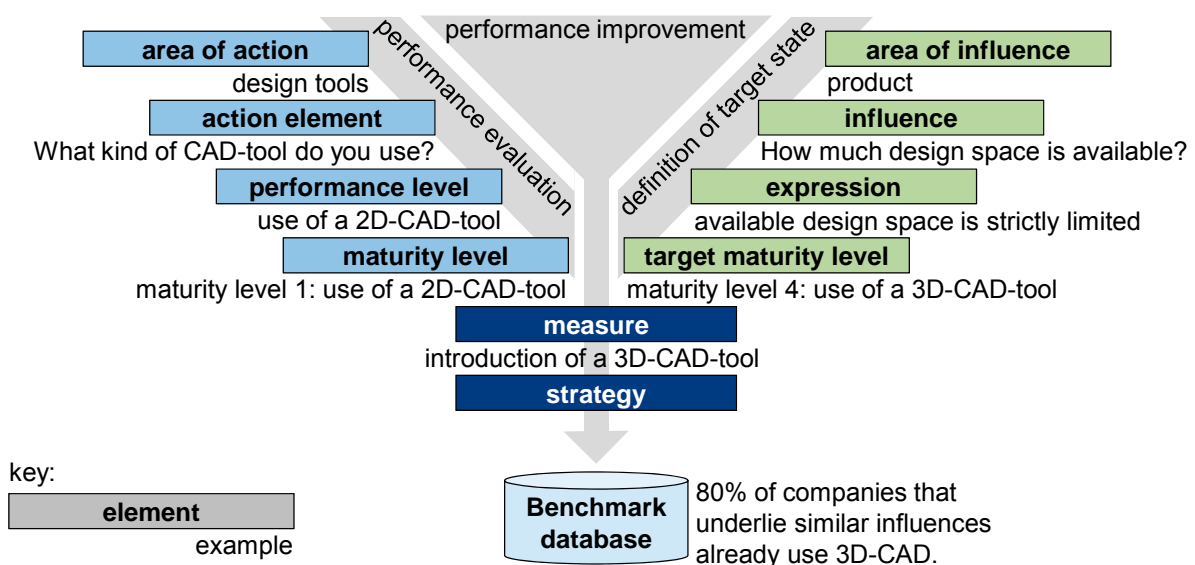 performance improvement
performance evaluation
definition of target state
area of action
design tools
action element
What kind of CAD-tool do you use?
performance level
use of a 2D-CAD-tool
maturity level
maturity level 1: use of a 2D-CAD-tool
area of influence
product
influence
How much design space is available?
expression
available design space is strictly limited
target maturity level
maturity level 4: use of a 3D-CAD-tool
measure
introduction of a 3D-CAD-tool
strategy
key:
element
example
Benchmark
database
80% of companies that
underlie similar influences
already use 3D-CAD.